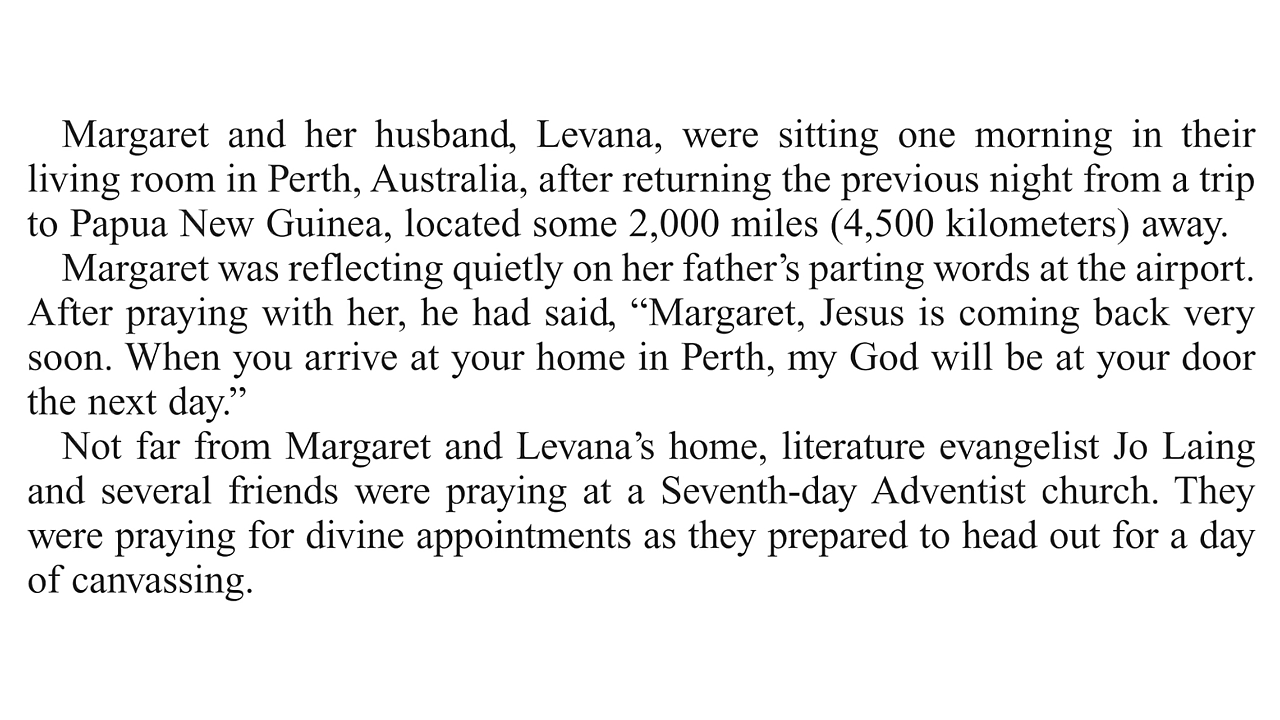 Margaret and her husband, Levana, were sitting one morning in their
living room in Perth, Australia, after returning the previous night from a trip
to Papua New Guinea, located some 2,000 miles (4,500 kilometers) away.
Margaret was reflecting quietly on her father’s parting words at the airport.
After praying with her, he had said, “Margaret, Jesus is coming back very
soon. When you arrive at your home in Perth, my God will be at your door
the next day.”
Not far from Margaret and Levana’s home, literature evangelist Jo Laing
and several friends were praying at a Seventh-day Adventist church. They
were praying for divine appointments as they prepared to head out for a day
of canvassing.